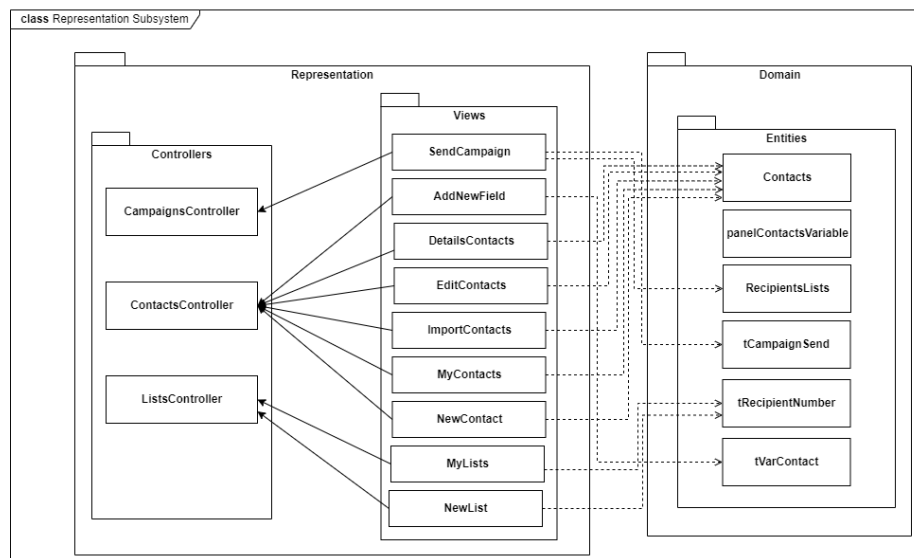 class Representation Subsystem
Representation
Controllers
CampaignsController
ContactsController
ListsController
Views
SendCampaign
AddNewField
DetailsContacts
EditContacts
ImportContacts
MyContacts
NewContact
MyLists
NewList
Domain
Entities
Contacts
panelContactsVariable
RecipientsLists
tCampaignSend
tRecipientNumber
tVarContact